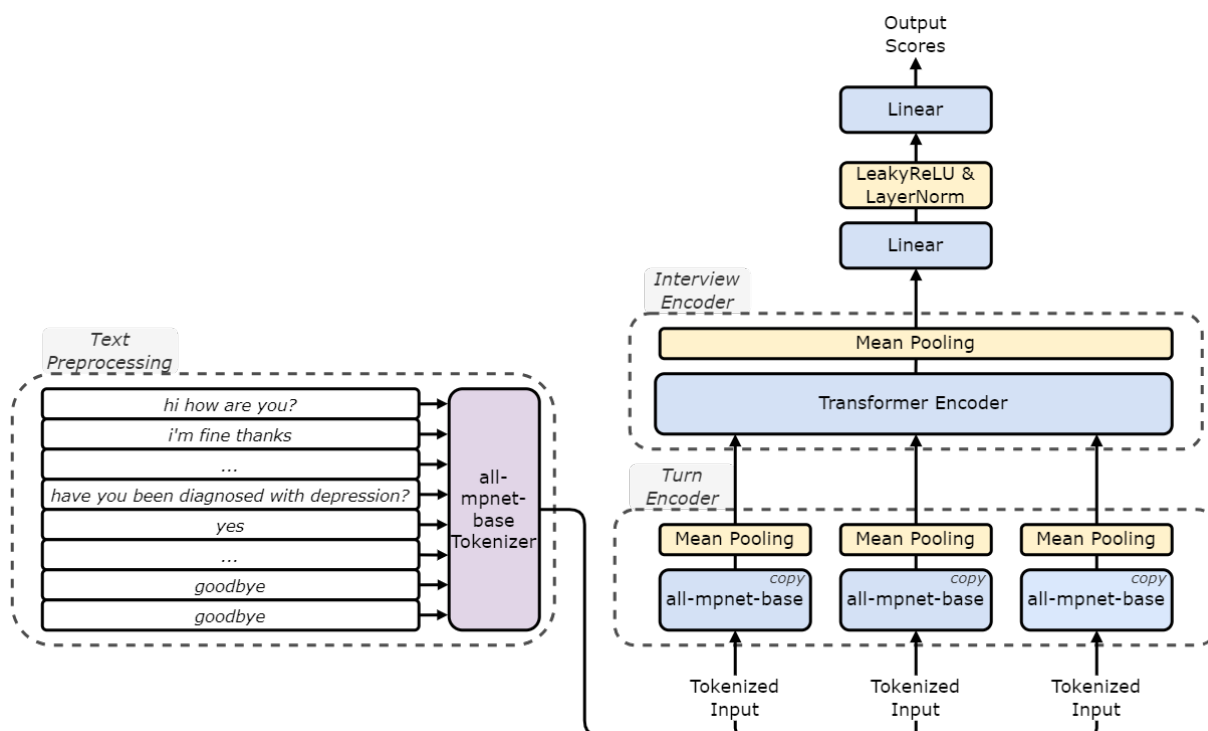 Text
Preprocessing
hi how are you?
i'm fine thanks
...
have you been diagnosed with depression?
yes
...
goodbye
goodbye
all-
mpnet-
base
Tokenizer
Output
Scores
Linear
LeakyReLU &
LayerNorm
Linear
Interview
Encoder
Mean Pooling
Transformer Encoder
Turn
Encoder
Mean Pooling
Mean Pooling
Mean Pooling
copy
all-mpnet-base
copy
all-mpnet-base
copy
all-mpnet-base
Tokenized
Input
Tokenized
Input
Tokenized
Input